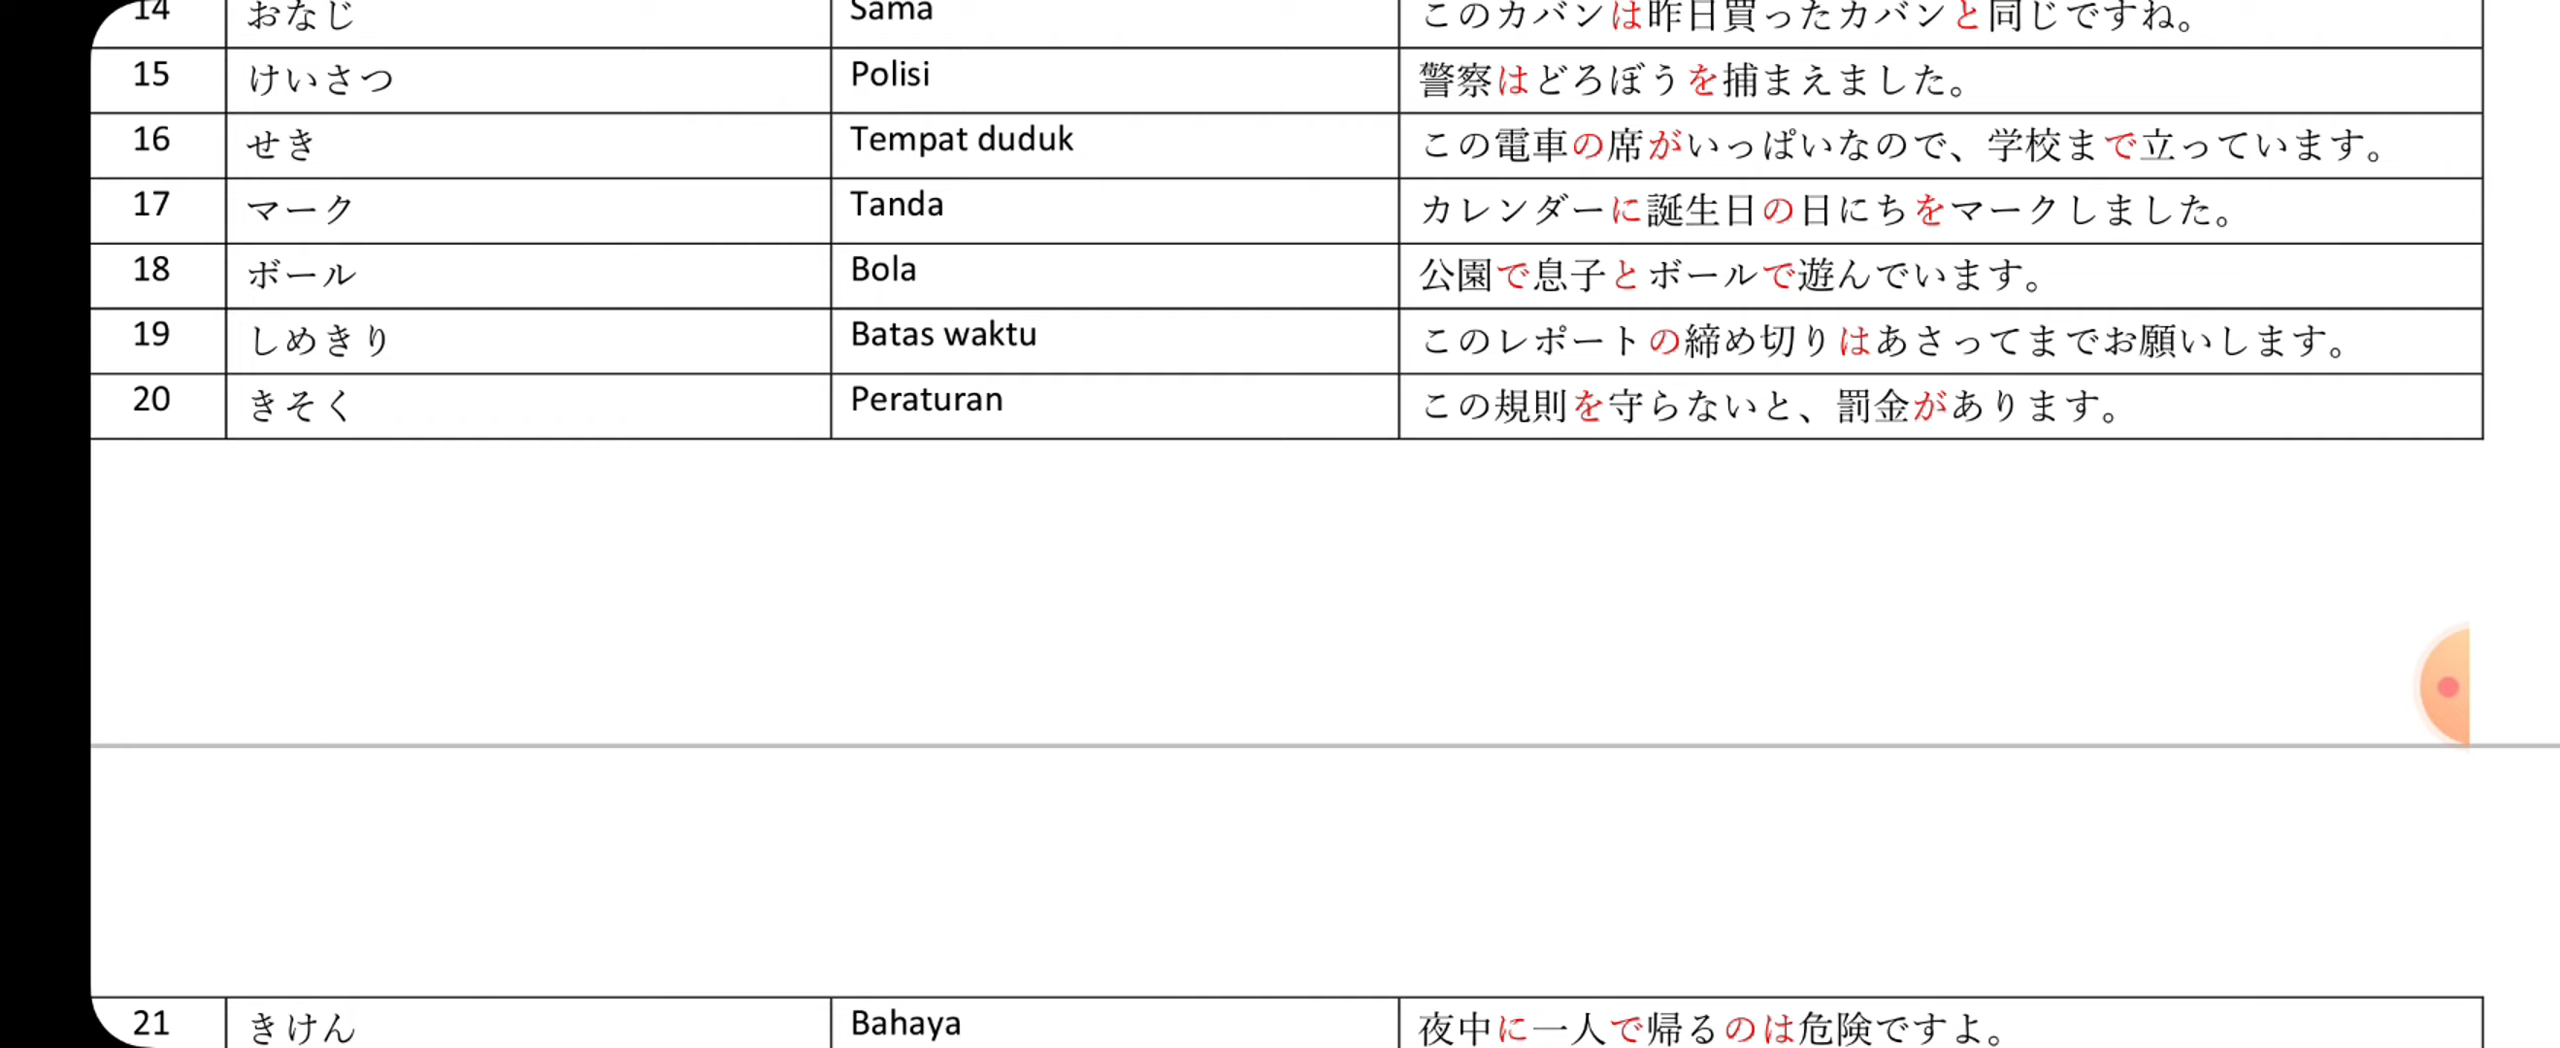 14 おなじ Sama このカバンは昨日買ったカバンと同じですね。
15 けいさつ Polisi 警察はどろぼうを捕まえました。
16 せき Tempat duduk この電車の席がいっぱいなので、学校まで立っています。
17 マーク Tanda カレンダーに誕生日の日にちをマークしました。
18 ボール Bola 公園で息子とボールで遊んでいます。
19 しめきり Batas waktu このレポートの締め切りはあさってまでお願いします。
20 きそく Peraturan この規則を守らないと、罰金があります。
21 きけん Bahaya 夜中に一人で帰るのは危険ですよ。